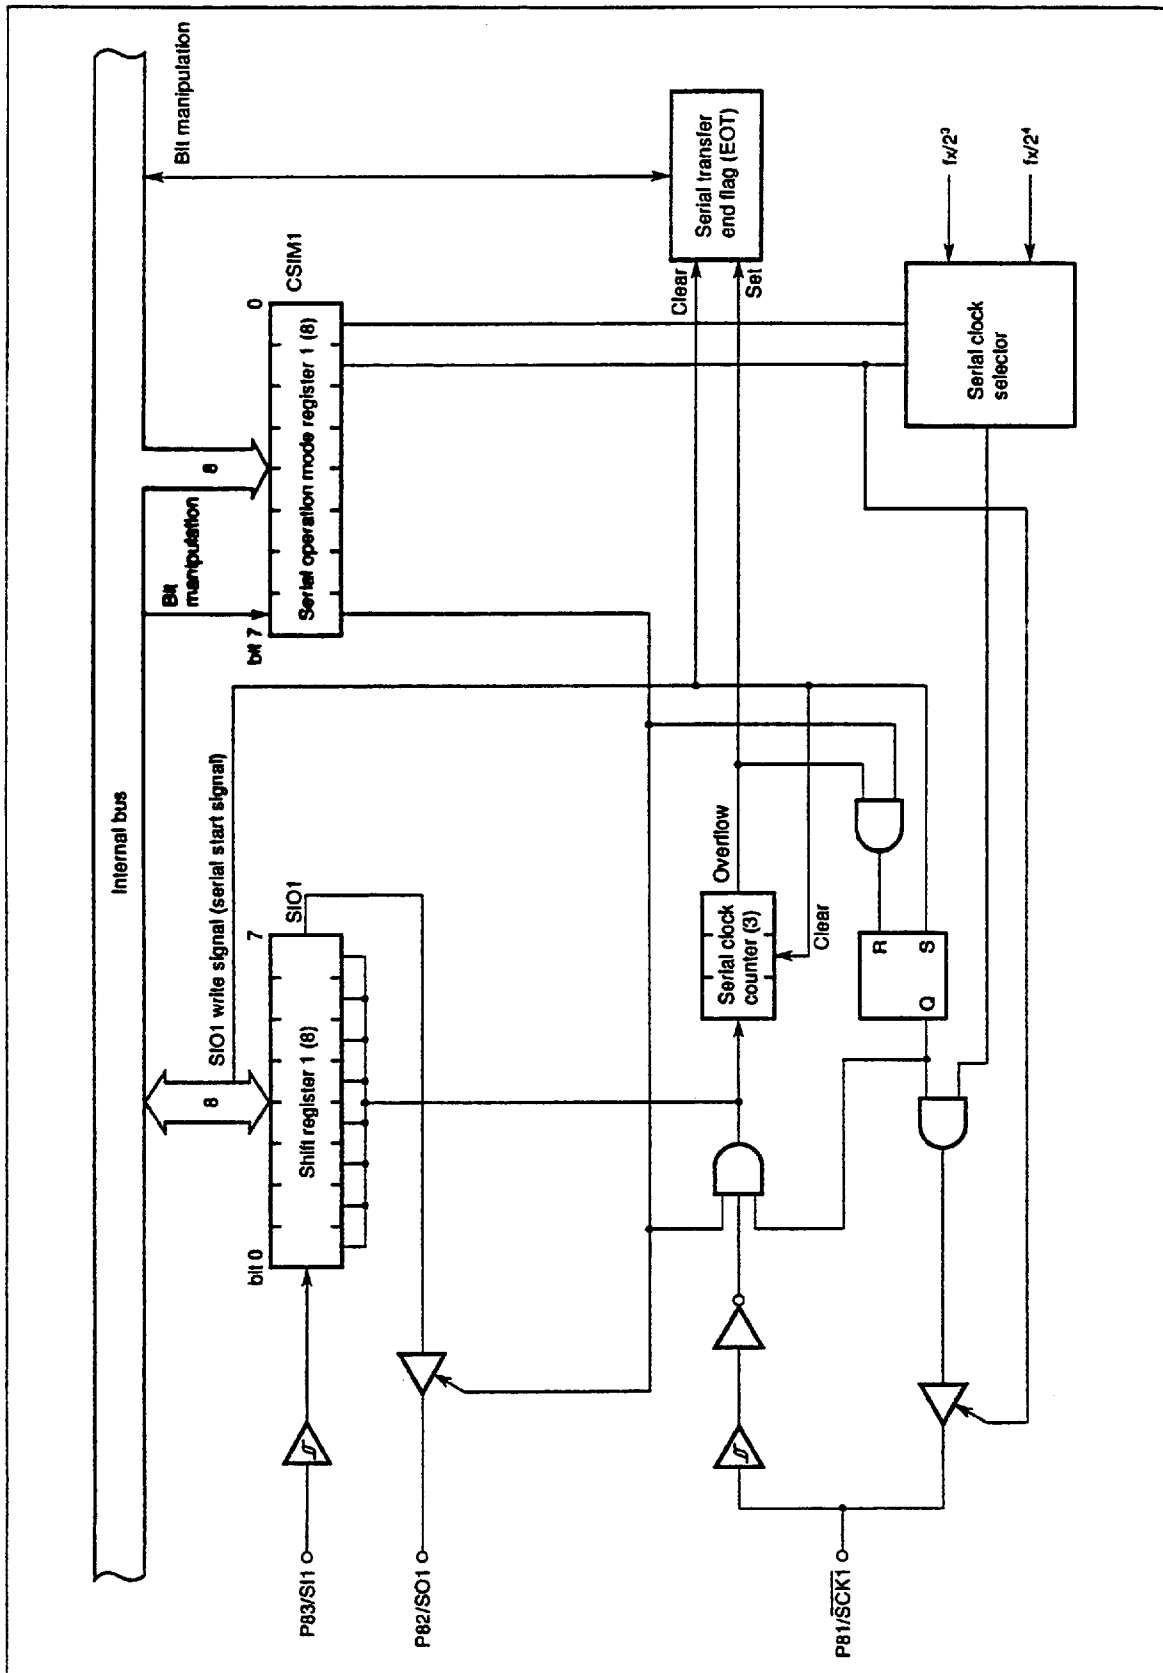 Internal bus
Bit manipulation
8
SIO1 write signal (serial start signal)
8
Bit
manipulation
bit 0
7
Shift register 1 (8)
SIO1
bit 7
0
Serial operation mode register 1 (8)
CSIM1
P83/SI1
P82/SO1
P81/SCK1
Serial clock
counter (3)
Overflow
Clear
Clear
Set
Serial transfer
end flag (EOT)
R
S
Q
Serial clock
selector
fx/2³
fx/2⁴